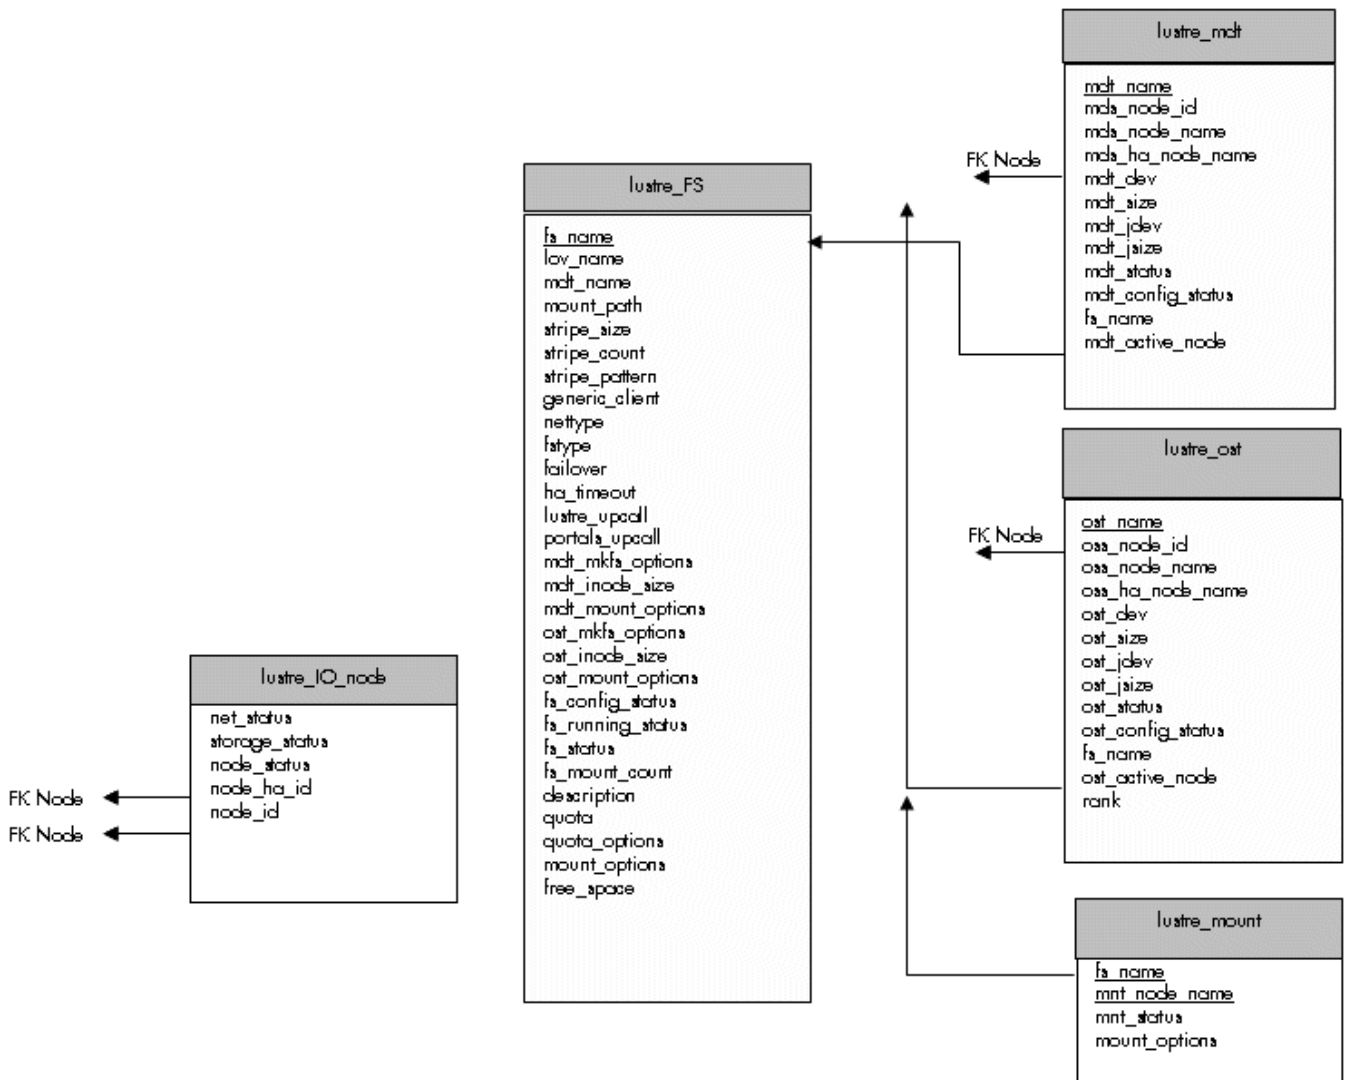 lustre_mdt
mdt_name
mds_node_id
mds_node_name
mds_ha_node_name
mdt_dev
mdt_size
mdt_jdev
mdt_jsize
mdt_status
mdt_config_status
fs_name
mdt_active_node
FK Node
lustre_FS
fs_name
lov_name
mdt_name
mount_path
stripe_size
stripe_count
stripe_pattern
generic_client
nettype
fstype
failover
ha_timeout
lustre_upcall
portals_upcall
mdt_mkfs_options
mdt_inode_size
mdt_mount_options
ost_mkfs_options
ost_inode_size
ost_mount_options
fs_config_status
fs_running_status
fs_status
fs_mount_count
description
quota
quota_options
mount_options
free_space
lustre_ost
ost_name
oss_node_id
oss_node_name
oss_ha_node_name
ost_dev
ost_size
ost_jdev
ost_jsize
ost_status
ost_config_status
fs_name
ost_active_node
rank
FK Node
lustre_IO_node
net_status
storage_status
node_status
node_ha_id
node_id
FK Node
FK Node
lustre_mount
fs_name
mnt_node_name
mnt_status
mount_options